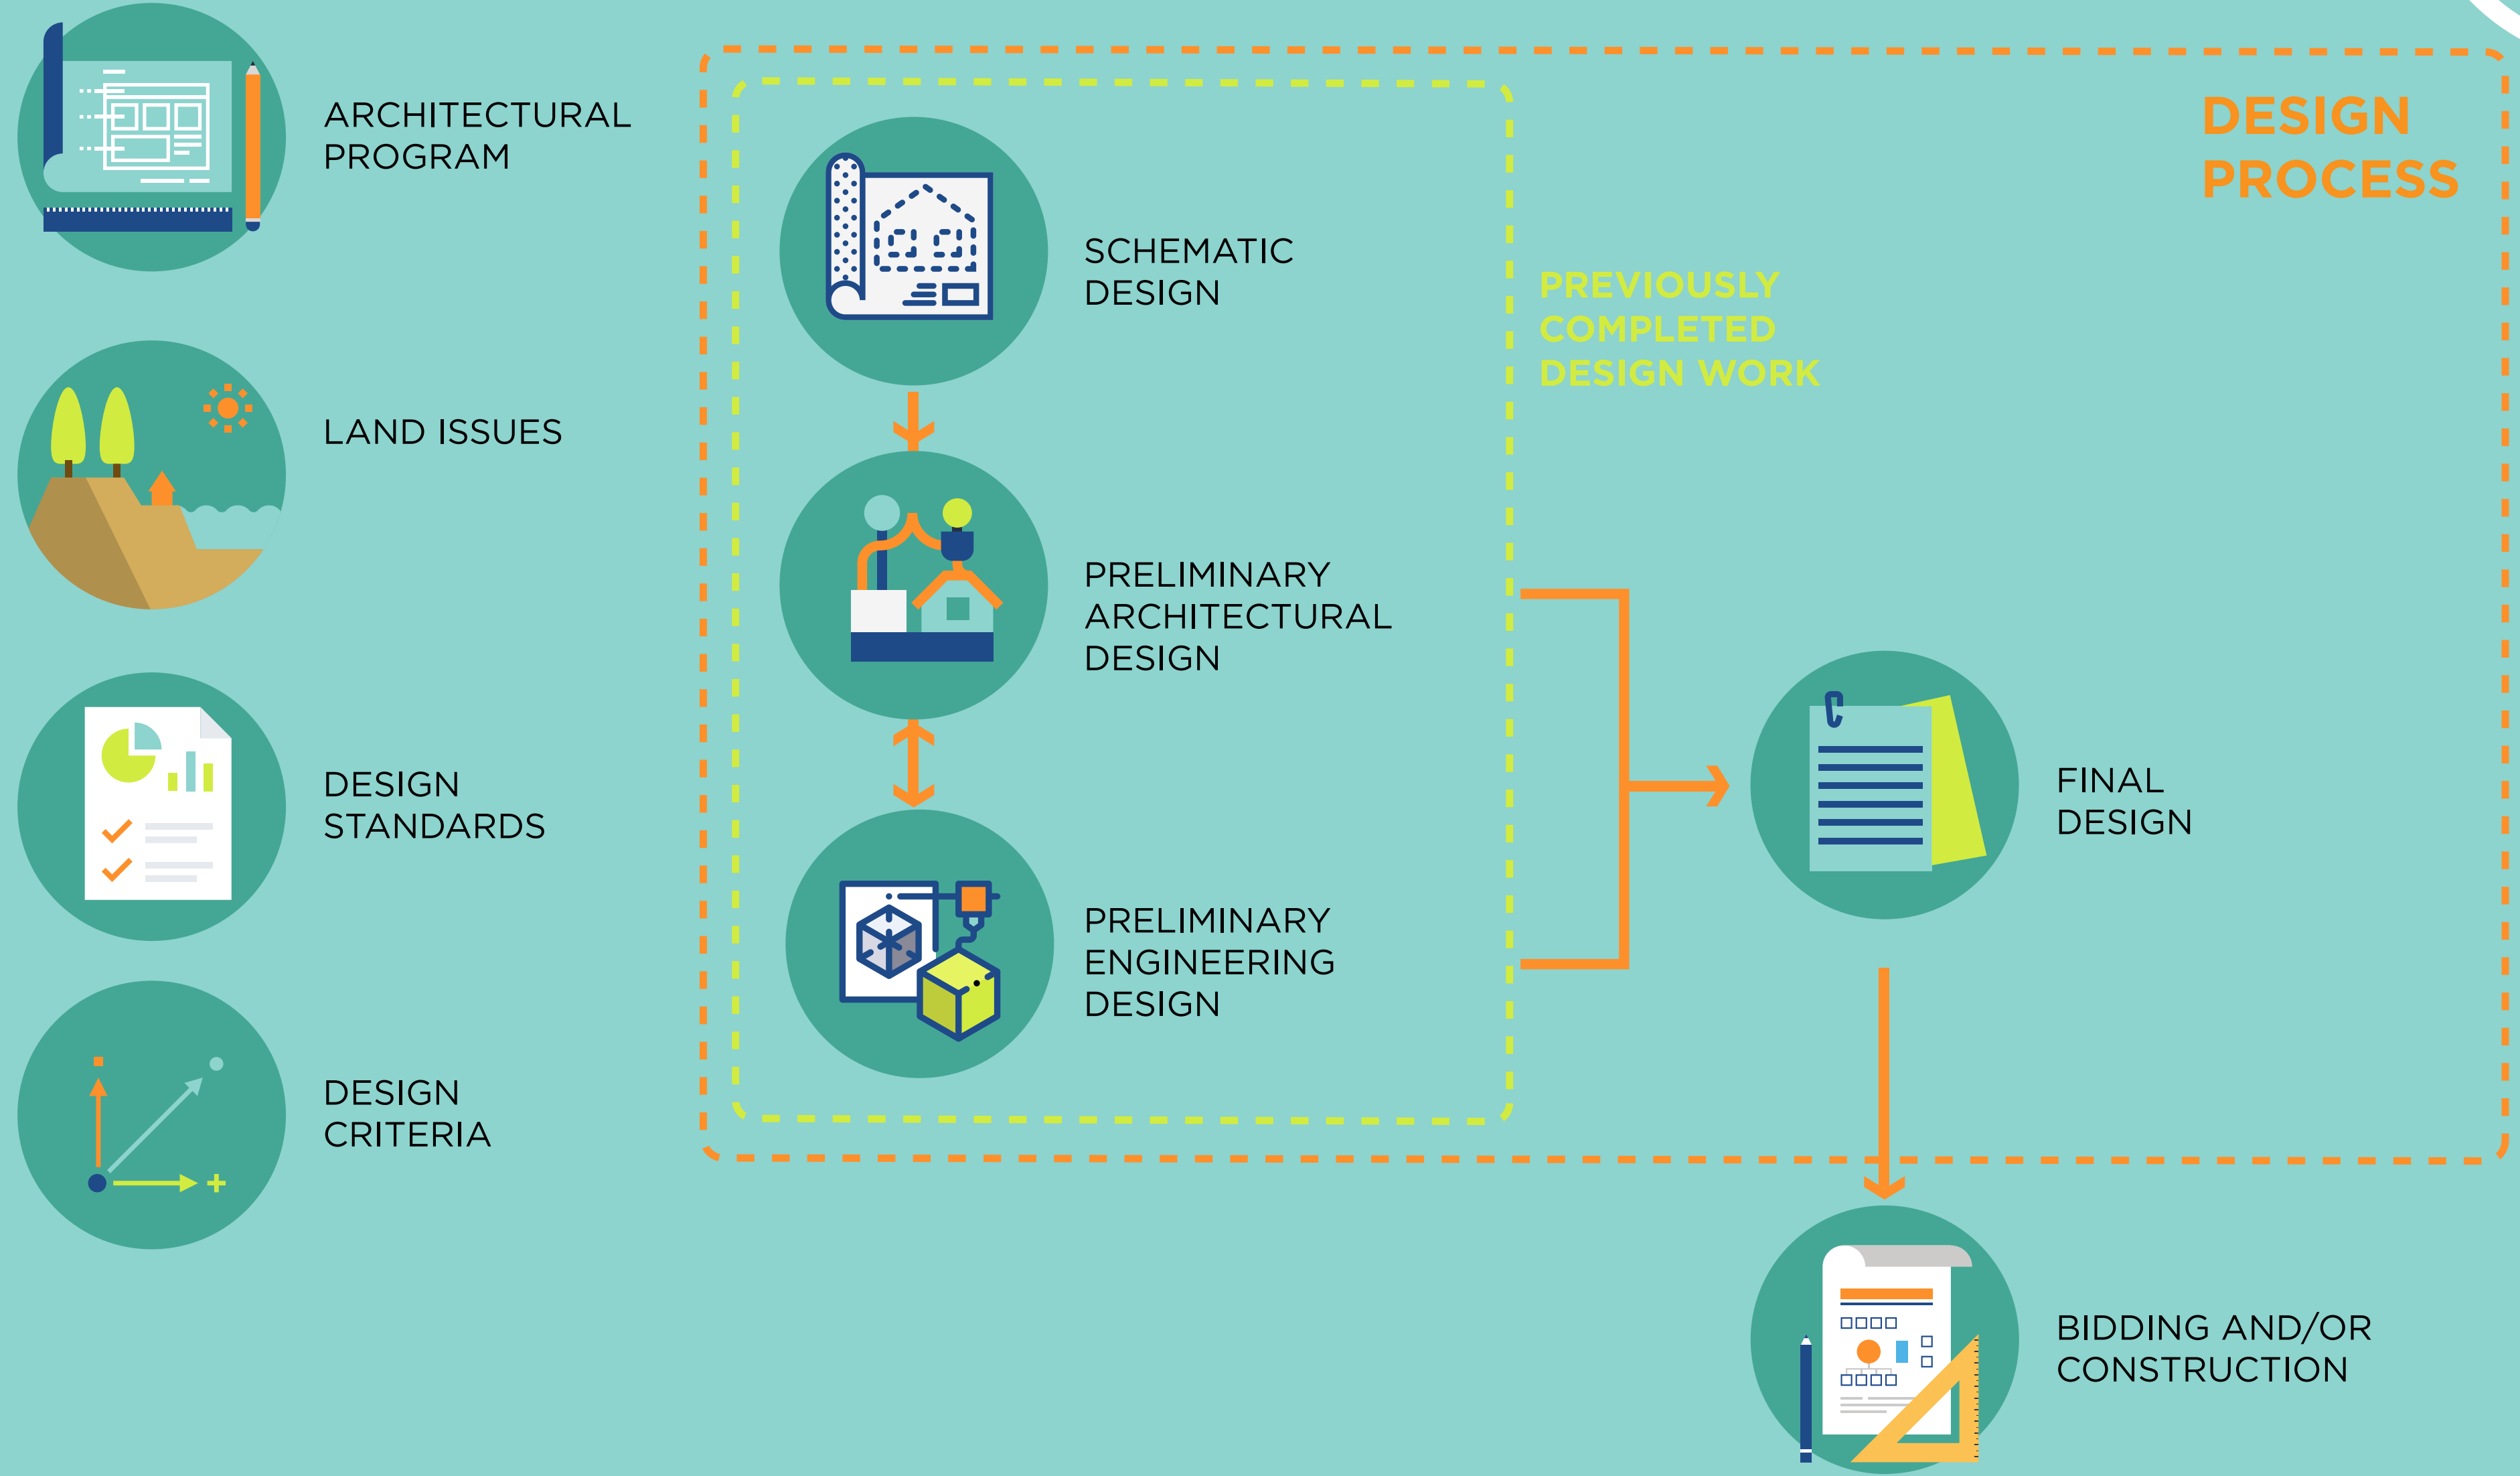 ARCHITECTURAL
PROGRAM
LAND ISSUES
DESIGN
STANDARDS
DESIGN
CRITERIA
DESIGN
PROCESS
PREVIOUSLY
COMPLETED
DESIGN WORK
SCHEMATIC
DESIGN
PRELIMINARY
ARCHITECTURAL
DESIGN
PRELIMINARY
ENGINEERING
DESIGN
FINAL
DESIGN
BIDDING AND/OR
CONSTRUCTION